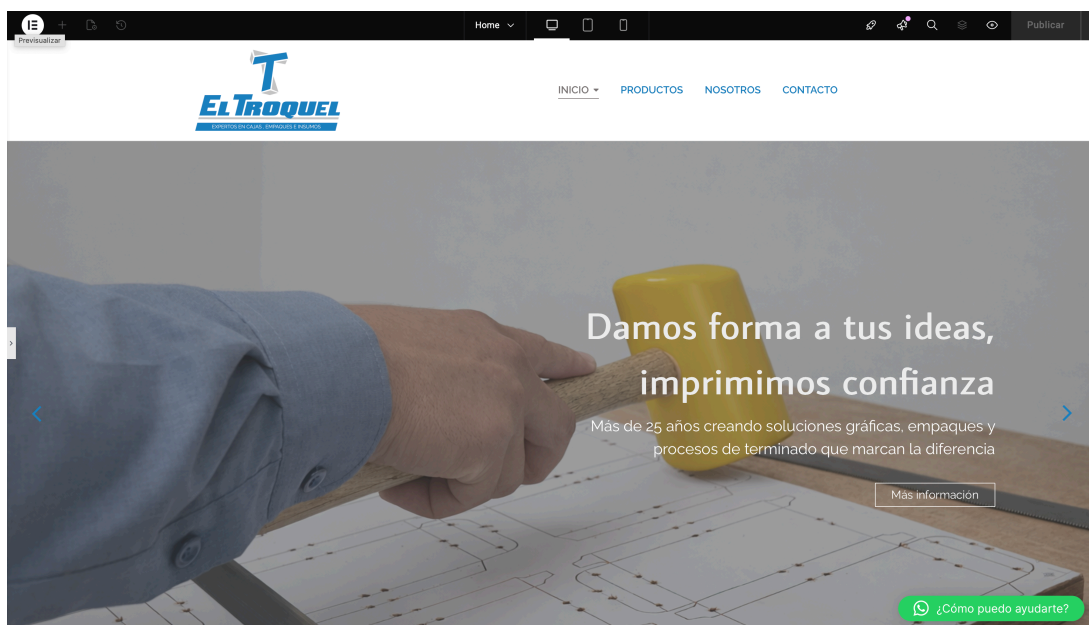 Home
Publicar
Previsualizar
T
EL TROQUEL
EXPERTOS EN CAJAS , EMPAQUES E INSUMOS
INICIO
PRODUCTOS
NOSOTROS
CONTACTO
Damos forma a tus ideas,
imprimimos confianza
Más de 25 años creando soluciones gráficas, empaques y
procesos de terminado que marcan la diferencia
Más información
¿Cómo puedo ayudarte?